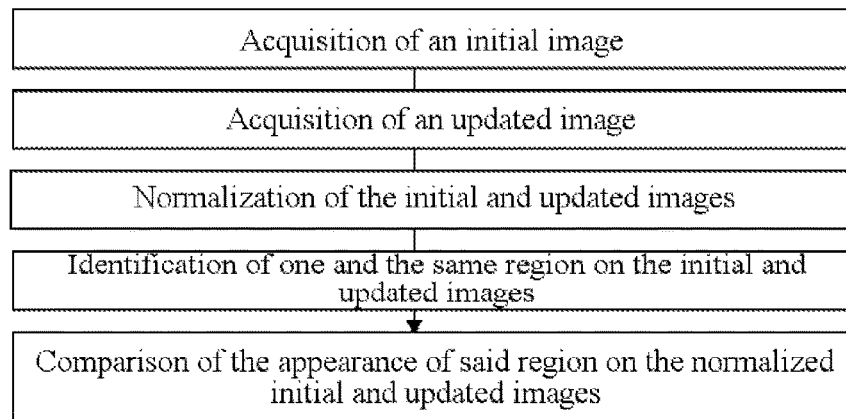 Acquisition of an initial image
Acquisition of an updated image
Normalization of the initial and updated images
Identification of one and the same region on the initial and
updated images
Comparison of the appearance of said region on the normalized
initial and updated images